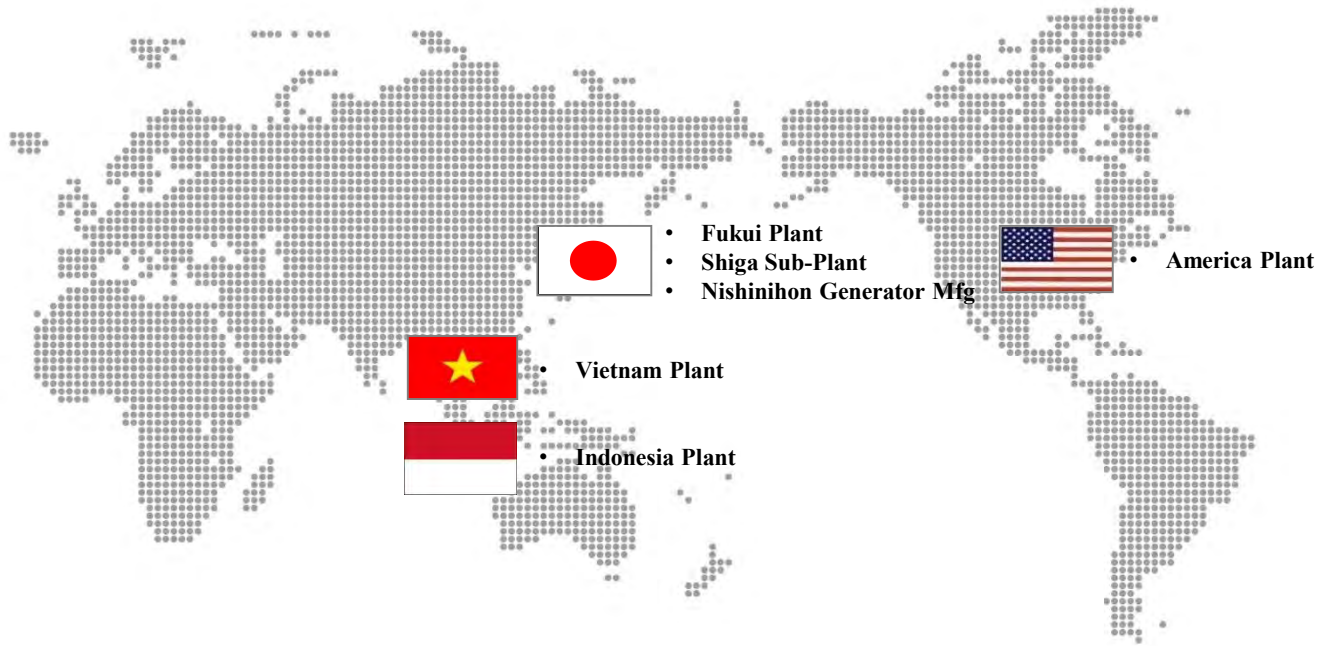 • Fukui Plant
• Shiga Sub-Plant
• Nishinihon Generator Mfg
• America Plant
• Vietnam Plant
• Indonesia Plant